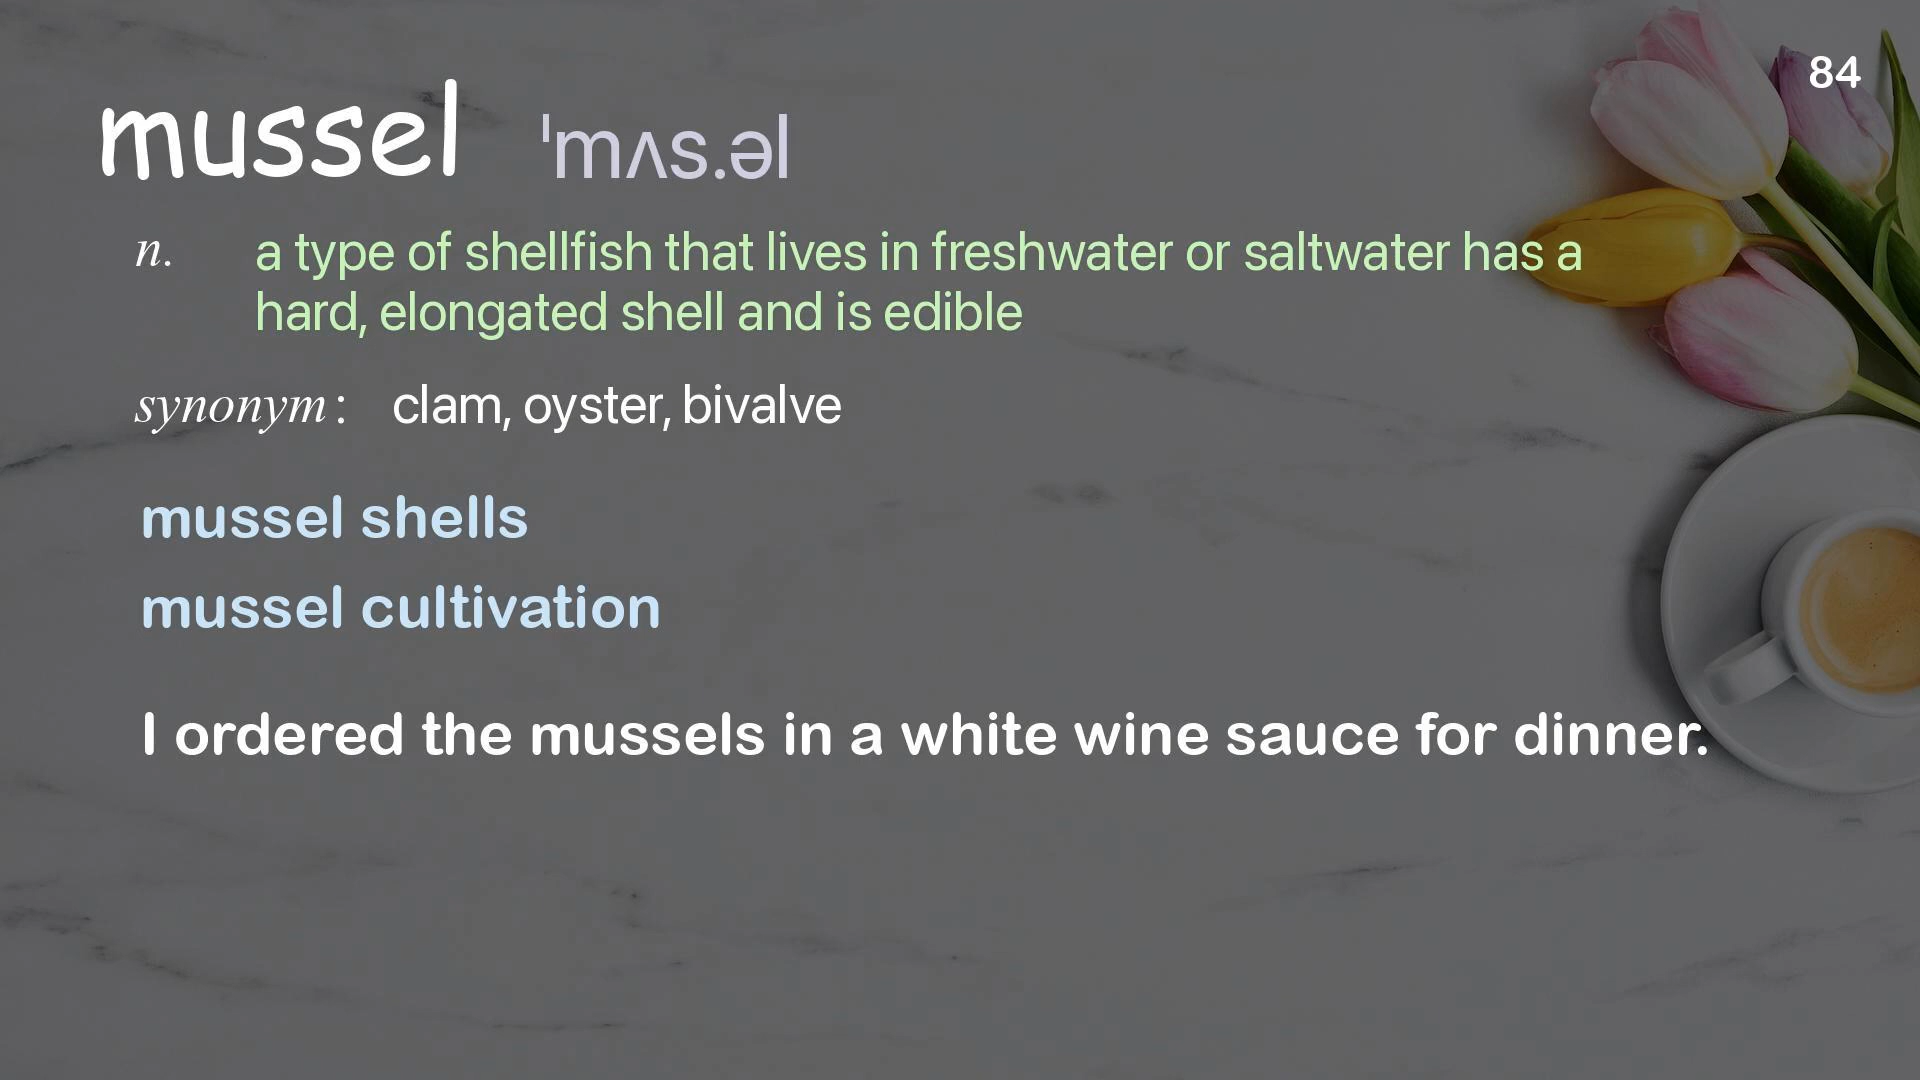 84
mussel ˈmʌs.əl
n. a type of shellfish that lives in freshwater or saltwater has a
hard, elongated shell and is edible
synonym: clam, oyster, bivalve
mussel shells
mussel cultivation
I ordered the mussels in a white wine sauce for dinner.